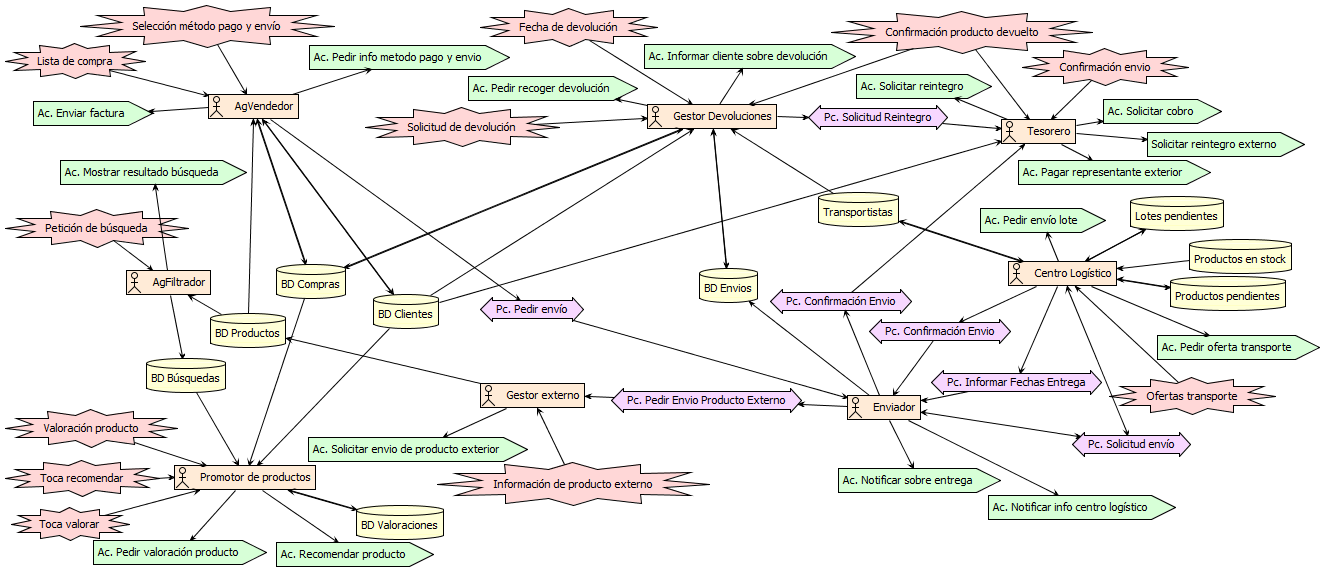 Selección método pago y envío
Fecha de devolución
Confirmación producto devuelto
Lista de compra
Ac. Pedir info metodo pago y envio
Ac. Informar cliente sobre devolución
Confirmación envio
Ac. Pedir recoger devolución
Ac. Solicitar reintegro
AgVendedor
Ac. Enviar factura
Gestor Devoluciones
Pc. Solicitud Reintegro
Ac. Solicitar cobro
Solicitud de devolución
Tesorero
Solicitar reintegro externo
Ac. Mostrar resultado búsqueda
Ac. Pagar representante exterior
Transportistas
Ac. Pedir envío lote
Lotes pendientes
Petición de búsqueda
Productos en stock
AgFiltrador
BD Compras
BD Envios
Centro Logístico
Productos pendientes
BD Clientes
Pc. Pedir envío
Pc. Confirmación Envio
BD Productos
Pc. Confirmación Envio
Ac. Pedir oferta transporte
BD Búsquedas
Pc. Informar Fechas Entrega
Gestor externo
Pc. Pedir Envio Producto Externo
Enviador
Ofertas transporte
Valoración producto
Ac. Solicitar envio de producto exterior
Pc. Solicitud envío
Toca recomendar
Promotor de productos
Información de producto externo
Ac. Notificar sobre entrega
Ac. Notificar info centro logístico
Toca valorar
BD Valoraciones
Ac. Pedir valoración producto
Ac. Recomendar producto